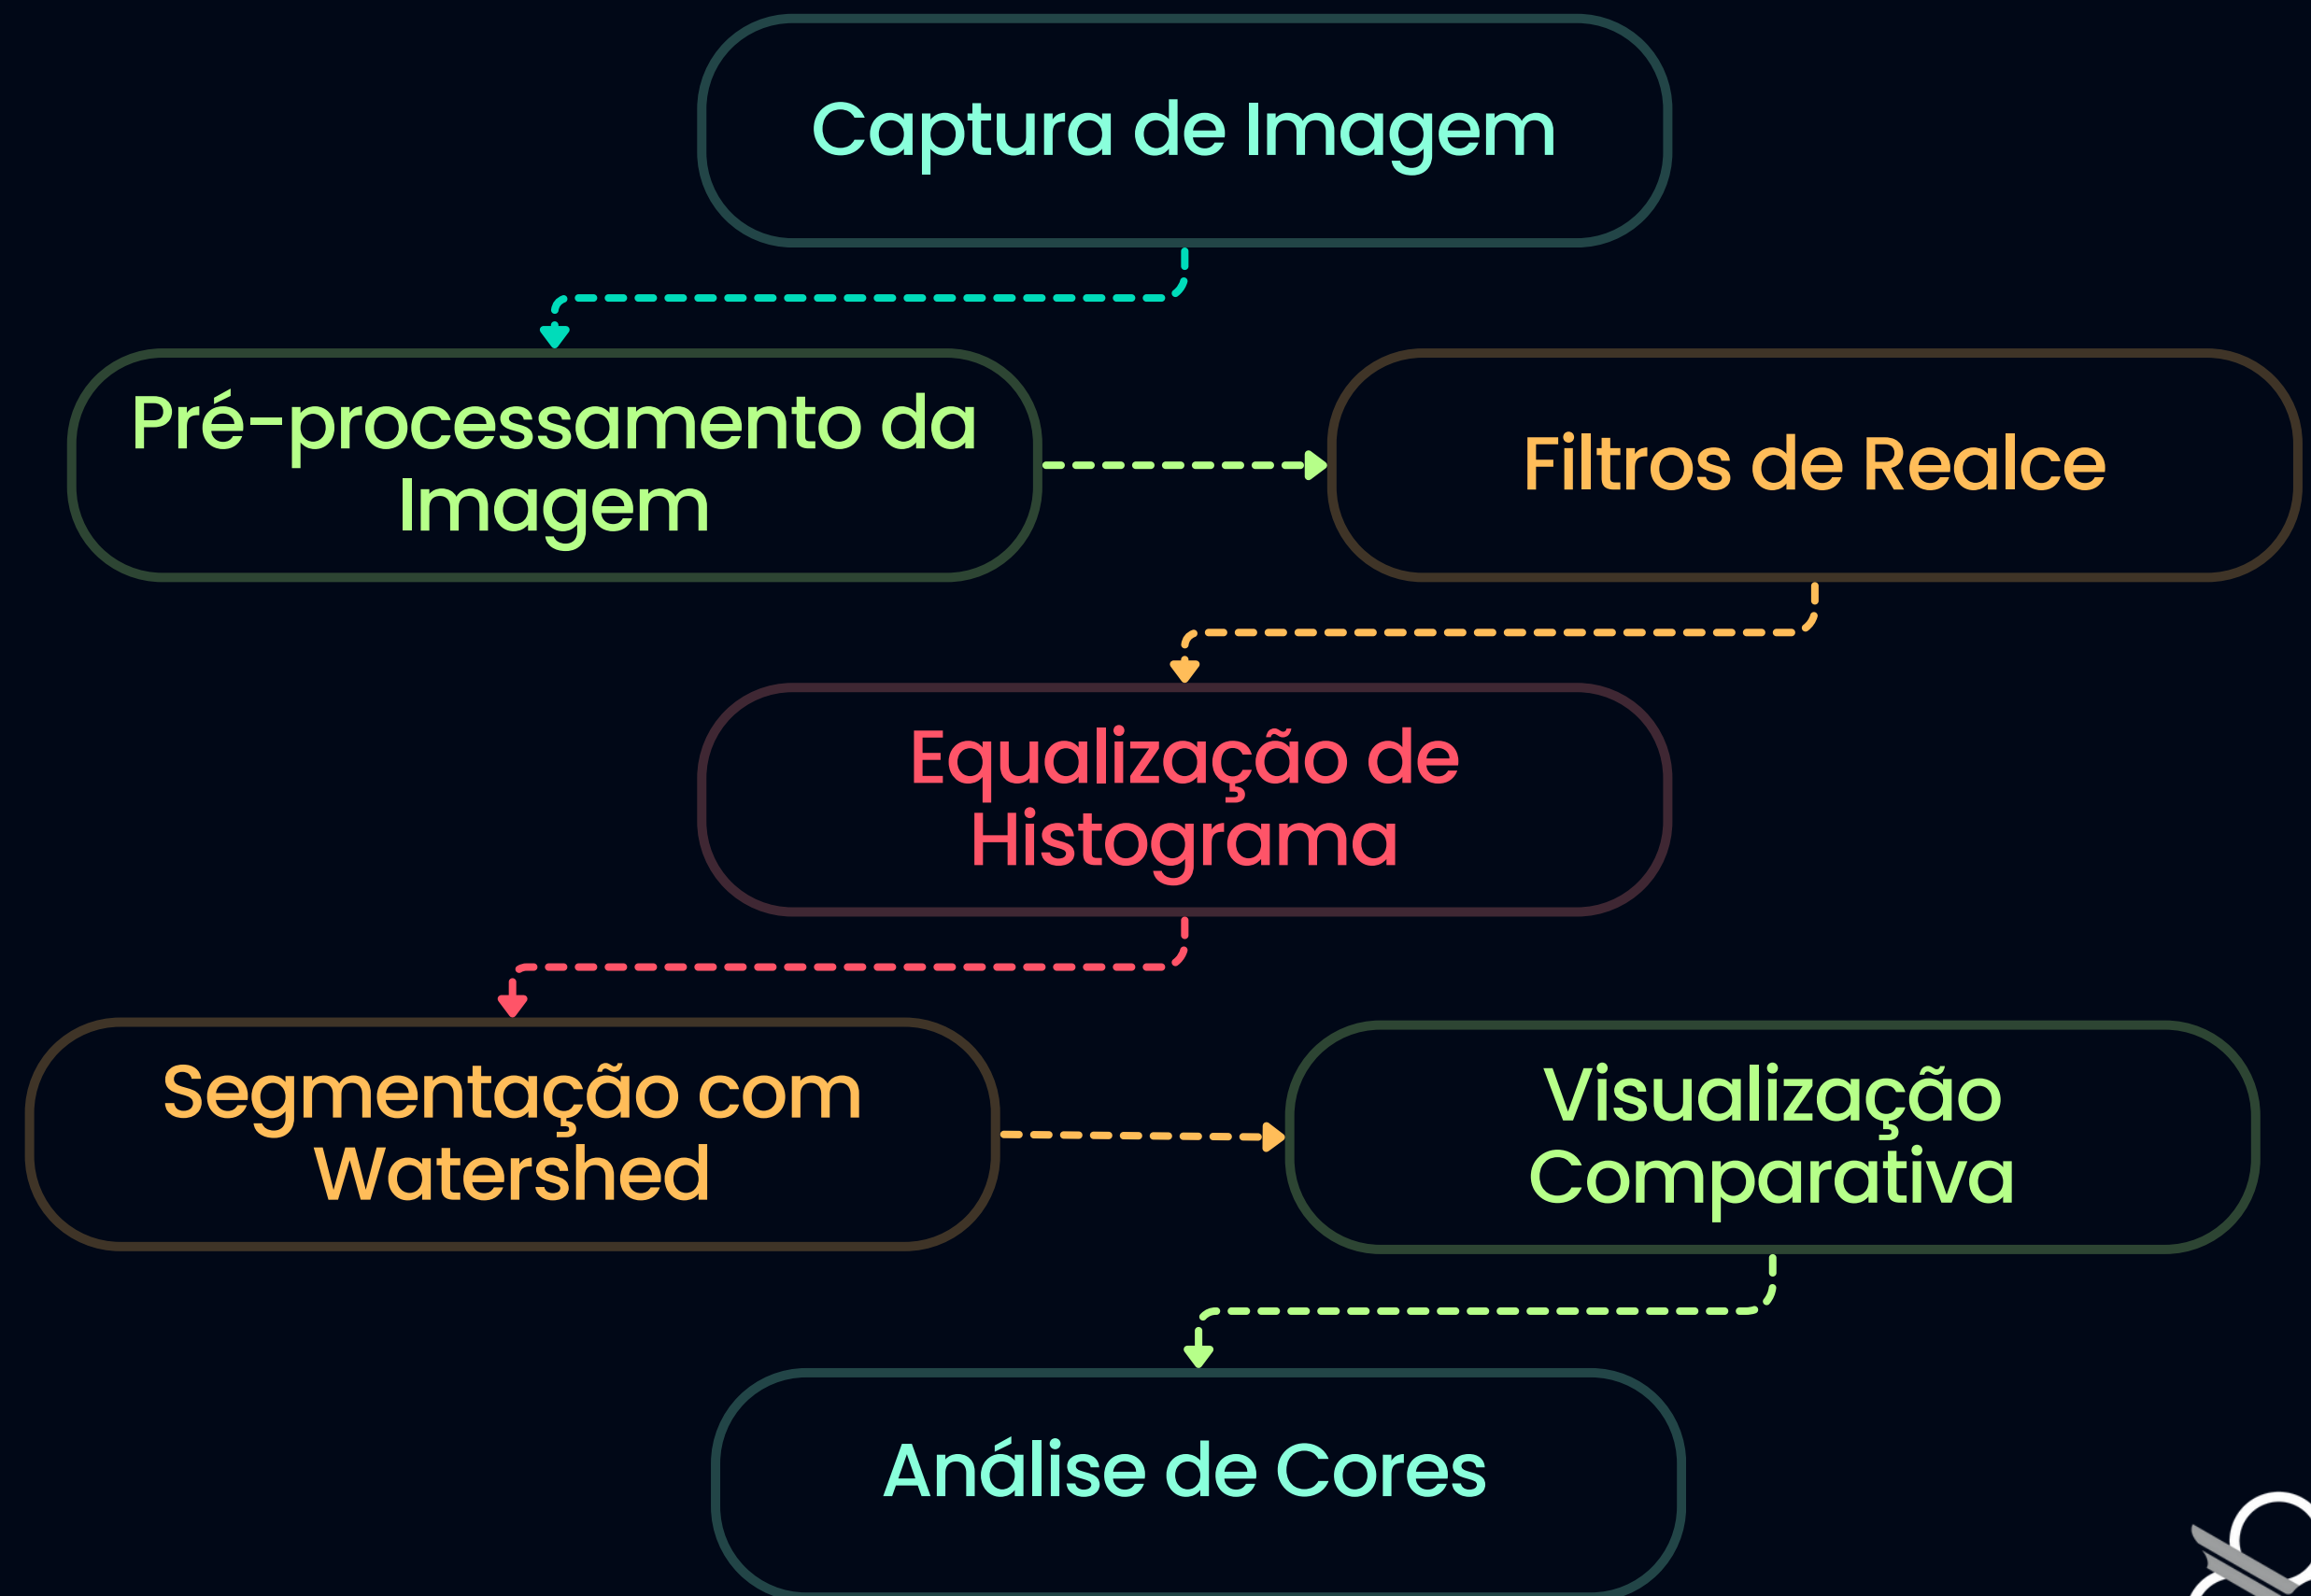 Captura de Imagem
Pré-processamento da
Imagem
Filtros de Realce
Equalização de
Histograma
Segmentação com
Watershed
Visualização
Comparativa
Análise de Cores